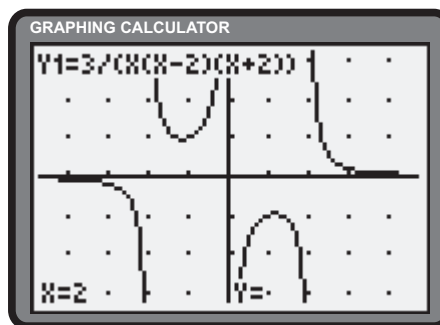 GRAPHING CALCULATOR
Y1=3/(X(X-2)(X+2))
X=2 Y=